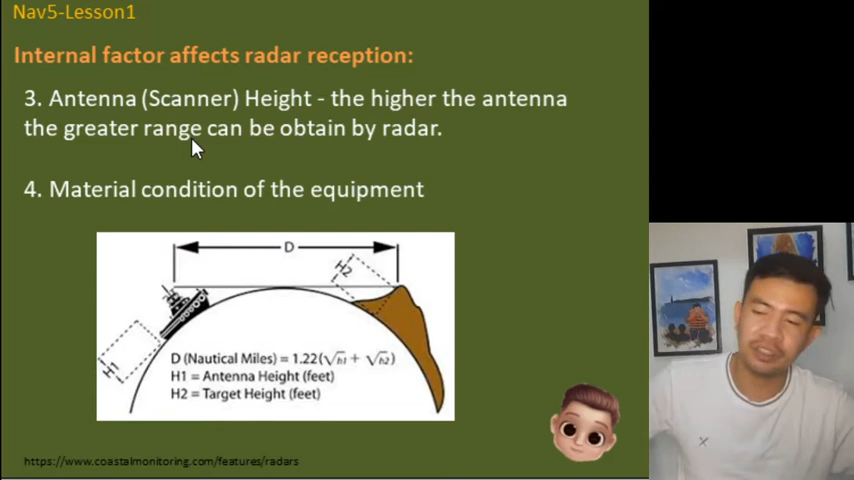 Nav5-Lesson1
Internal factor affects radar reception:
3. Antenna (Scanner) Height - the higher the antenna
the greater range can be obtain by radar.
4. Material condition of the equipment
D
H2
H1
D (Nautical Miles) = 1.22(√h1 + √h2)
H1 = Antenna Height (feet)
H2 = Target Height (feet)
https://www.coastalmonitoring.com/features/radars